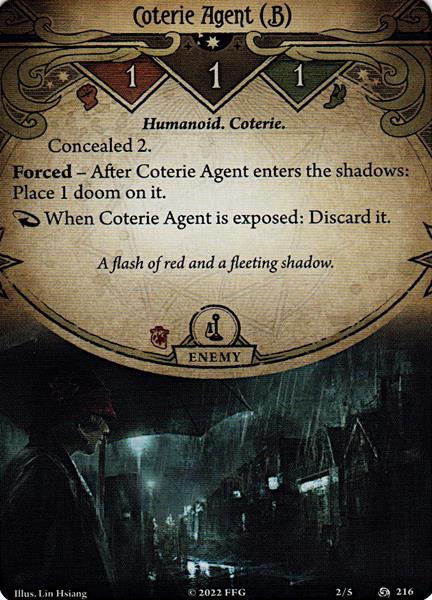 Coterie Agent (B)
1 1 1
Humanoid. Coterie.
Concealed 2.
Forced – After Coterie Agent enters the shadows:
Place 1 doom on it.
When Coterie Agent is exposed: Discard it.
A flash of red and a fleeting shadow.
ENEMY
Illus. Lin Hsiang © 2022 FFG 2/5 216